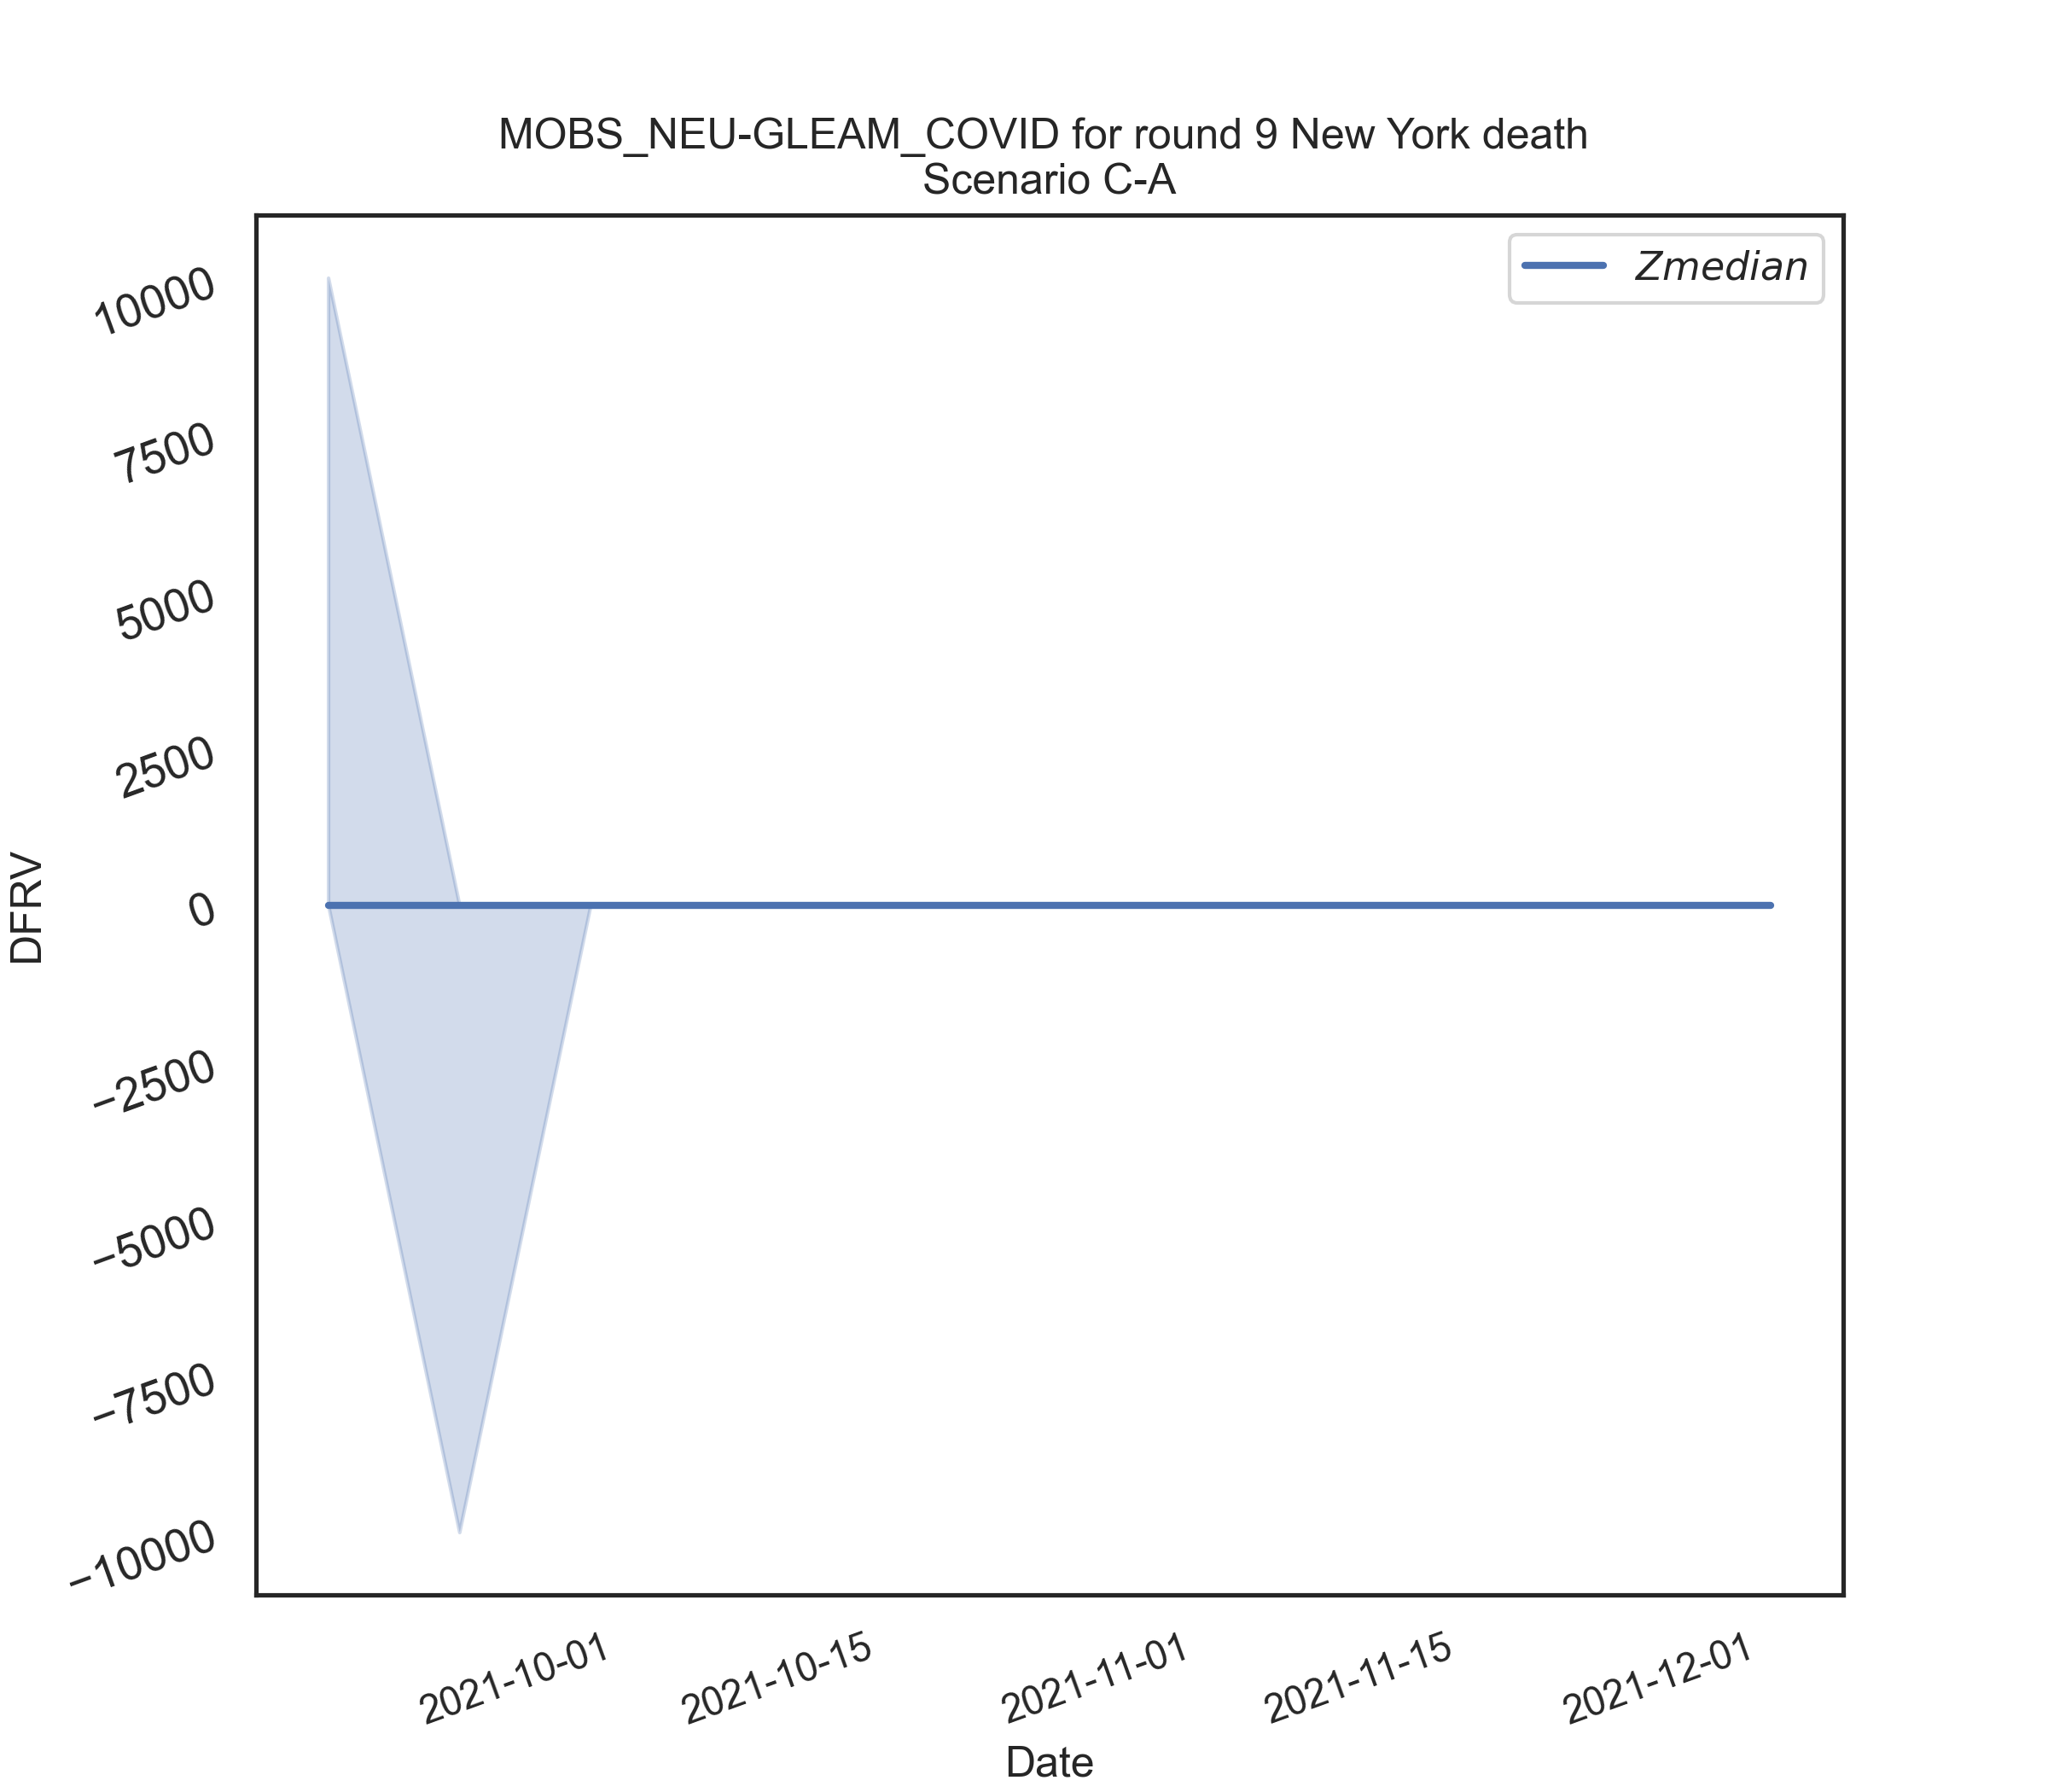 MOBS_NEU-GLEAM_COVID for round 9 New York death
Scenario C-A
Zmedian
10000
7500
5000
2500
0
−2500
−5000
−7500
−10000
DFRV
2021-10-01
2021-10-15
2021-11-01
2021-11-15
2021-12-01
Date